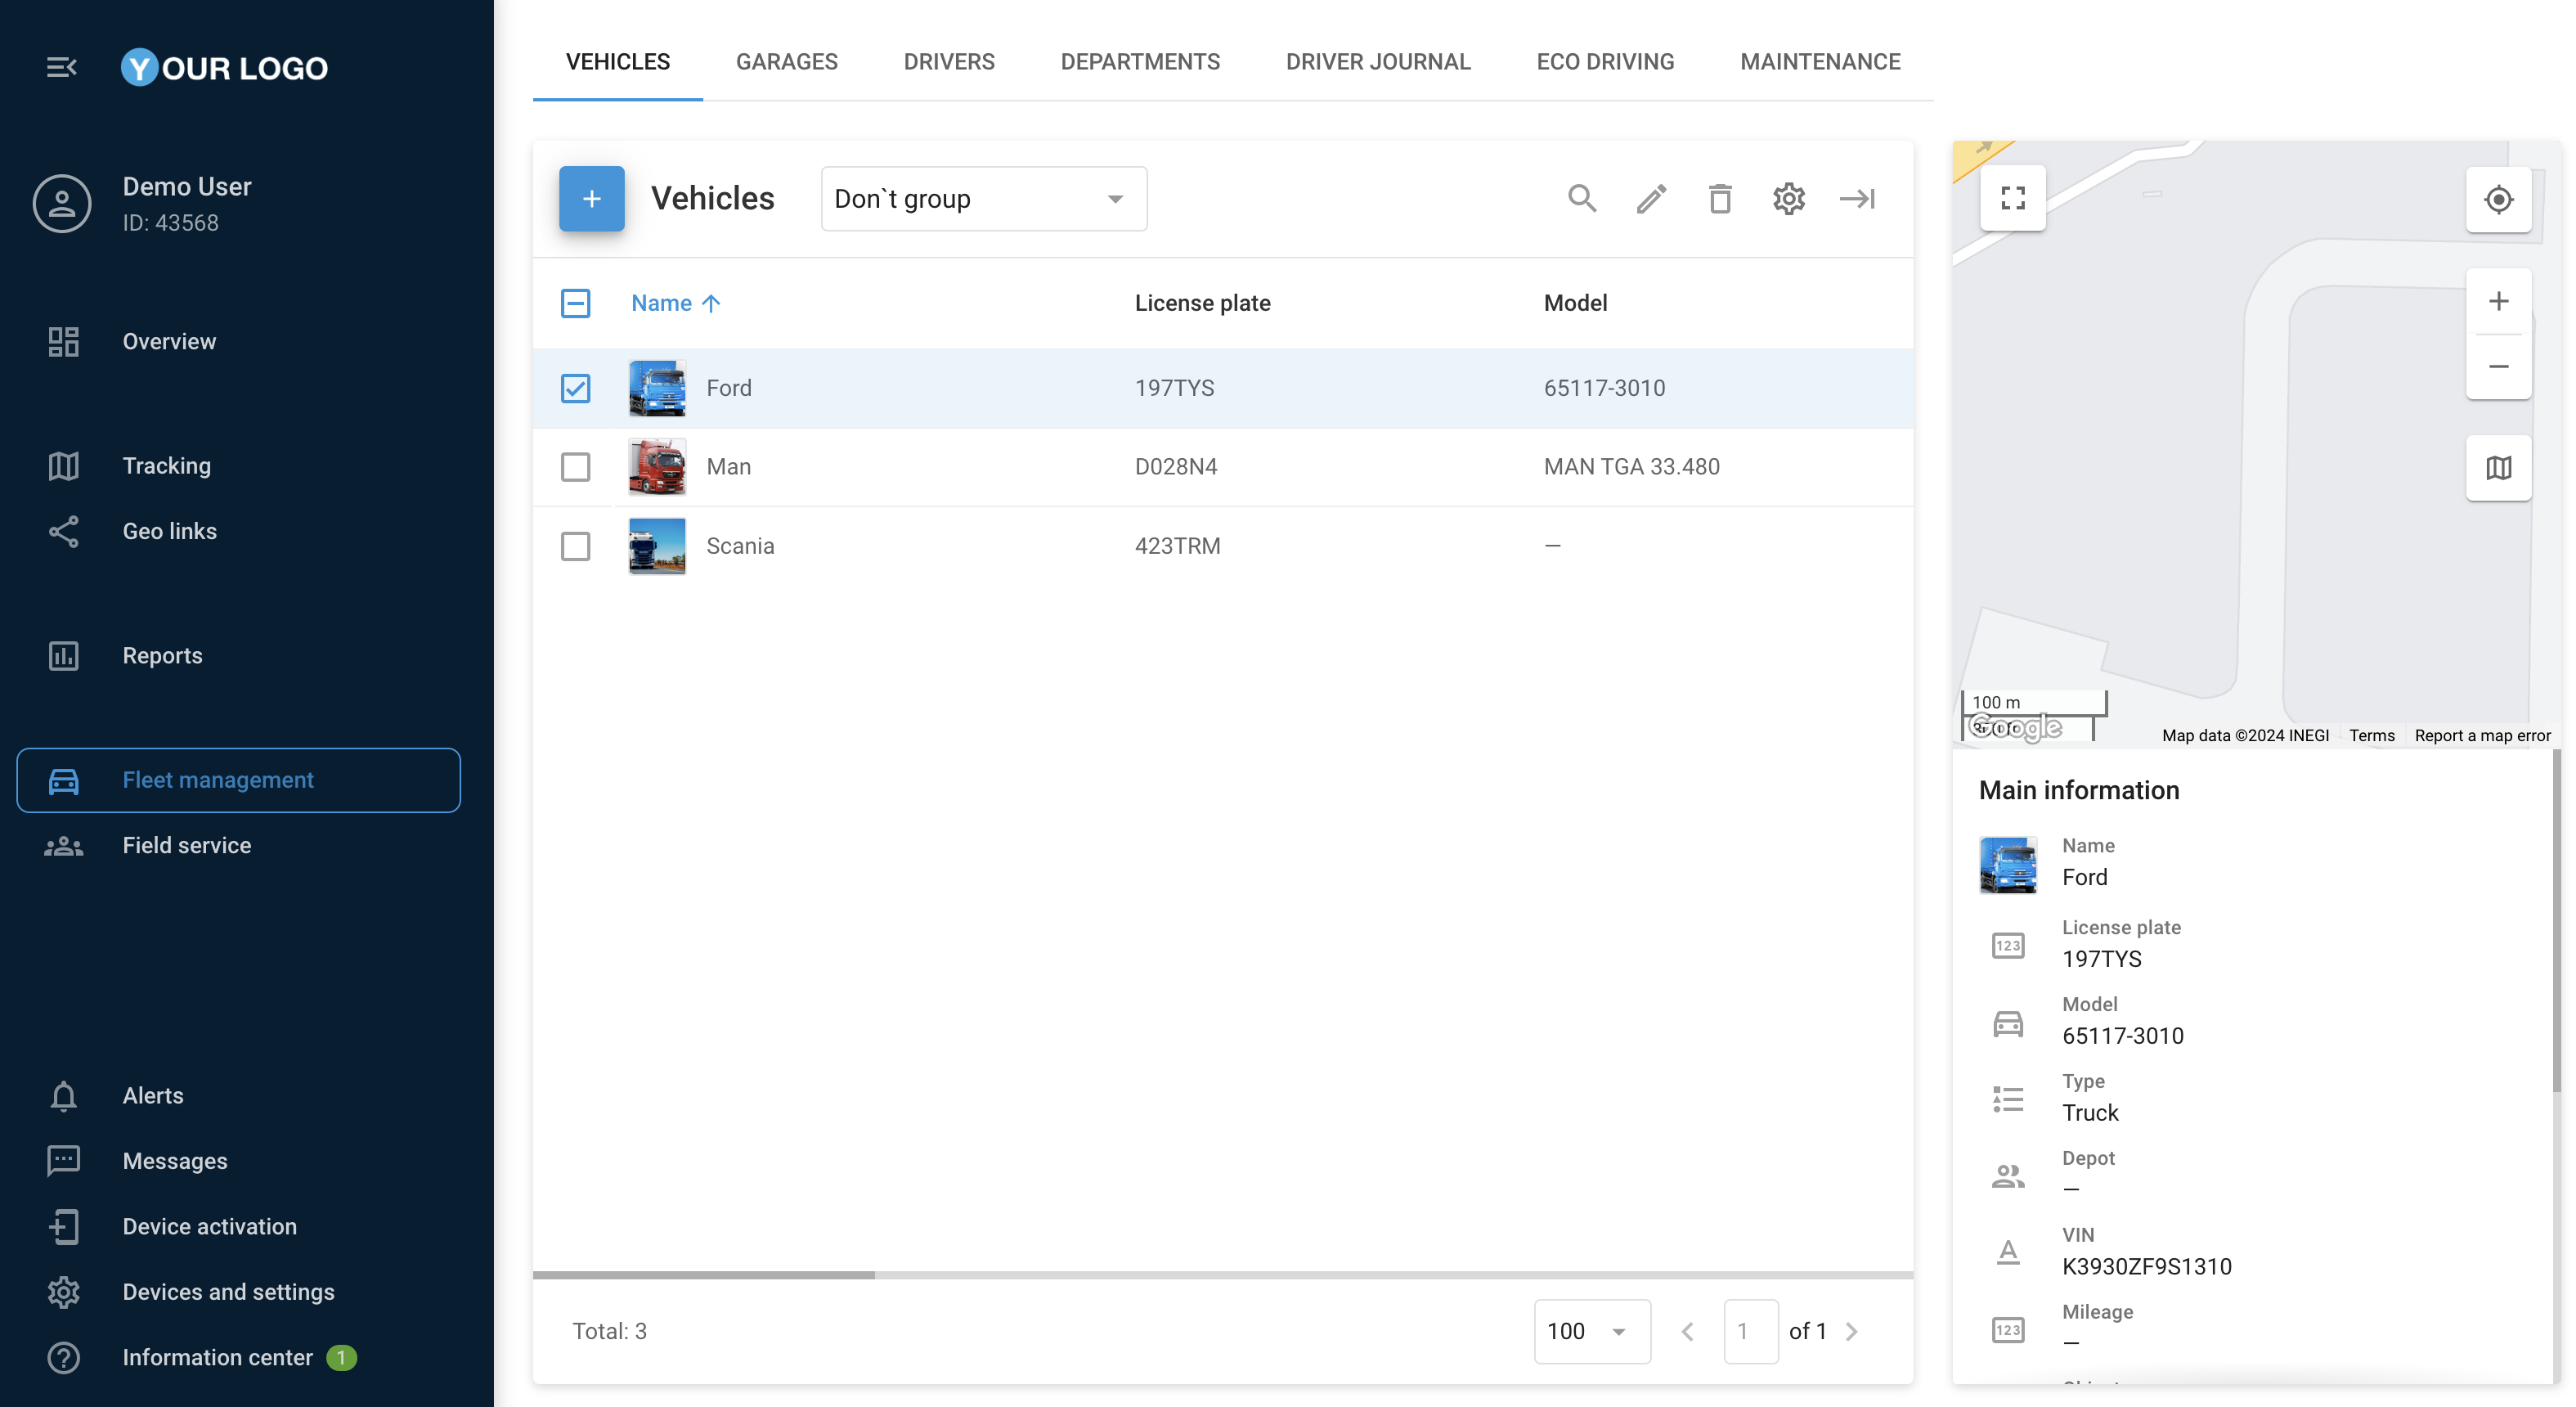 YOUR LOGO
Demo User
ID: 43568
Overview
Tracking
Geo links
Reports
Fleet management
Field service
Alerts
Messages
Device activation
Devices and settings
Information center 1
VEHICLES GARAGES DRIVERS DEPARTMENTS DRIVER JOURNAL ECO DRIVING MAINTENANCE
+ Vehicles Don`t group
Name License plate Model
Ford 197TYS 65117-3010
Man D028N4 MAN TGA 33.480
Scania 423TRM —
Total: 3 100 1 of 1
100 m
Google
Map data ©2024 INEGI Terms Report a map error
Main information
Name
Ford
123
License plate
197TYS
Model
65117-3010
Type
Truck
Depot
—
A
VIN
K3930ZF9S1310
123
Mileage
—